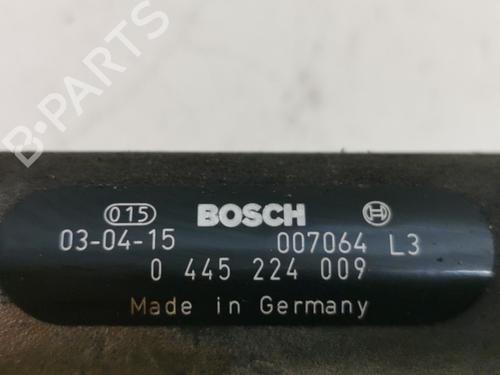 B-PARTS
015 BOSCH
03-04-15 007064 L3
0 445 224 009
Made in Germany